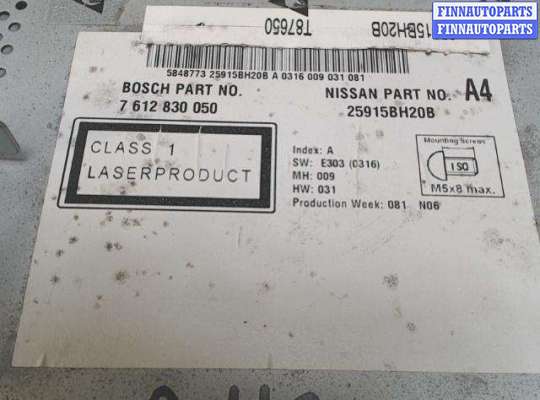 FINNAUTOPARTS
FINNAUTOPARTS
T87650
15BH20B
5848773 25915BH20B A 0316 009 031 081
BOSCH PART NO.
7 612 830 050
NISSAN PART NO.
A4
25915BH20B
CLASS 1
LASERPRODUCT
Index: A
SW: E303 (0316)
MH: 009
HW: 031
Production Week: 081 N06
Mounting Screws
ISO
M5x8 max.